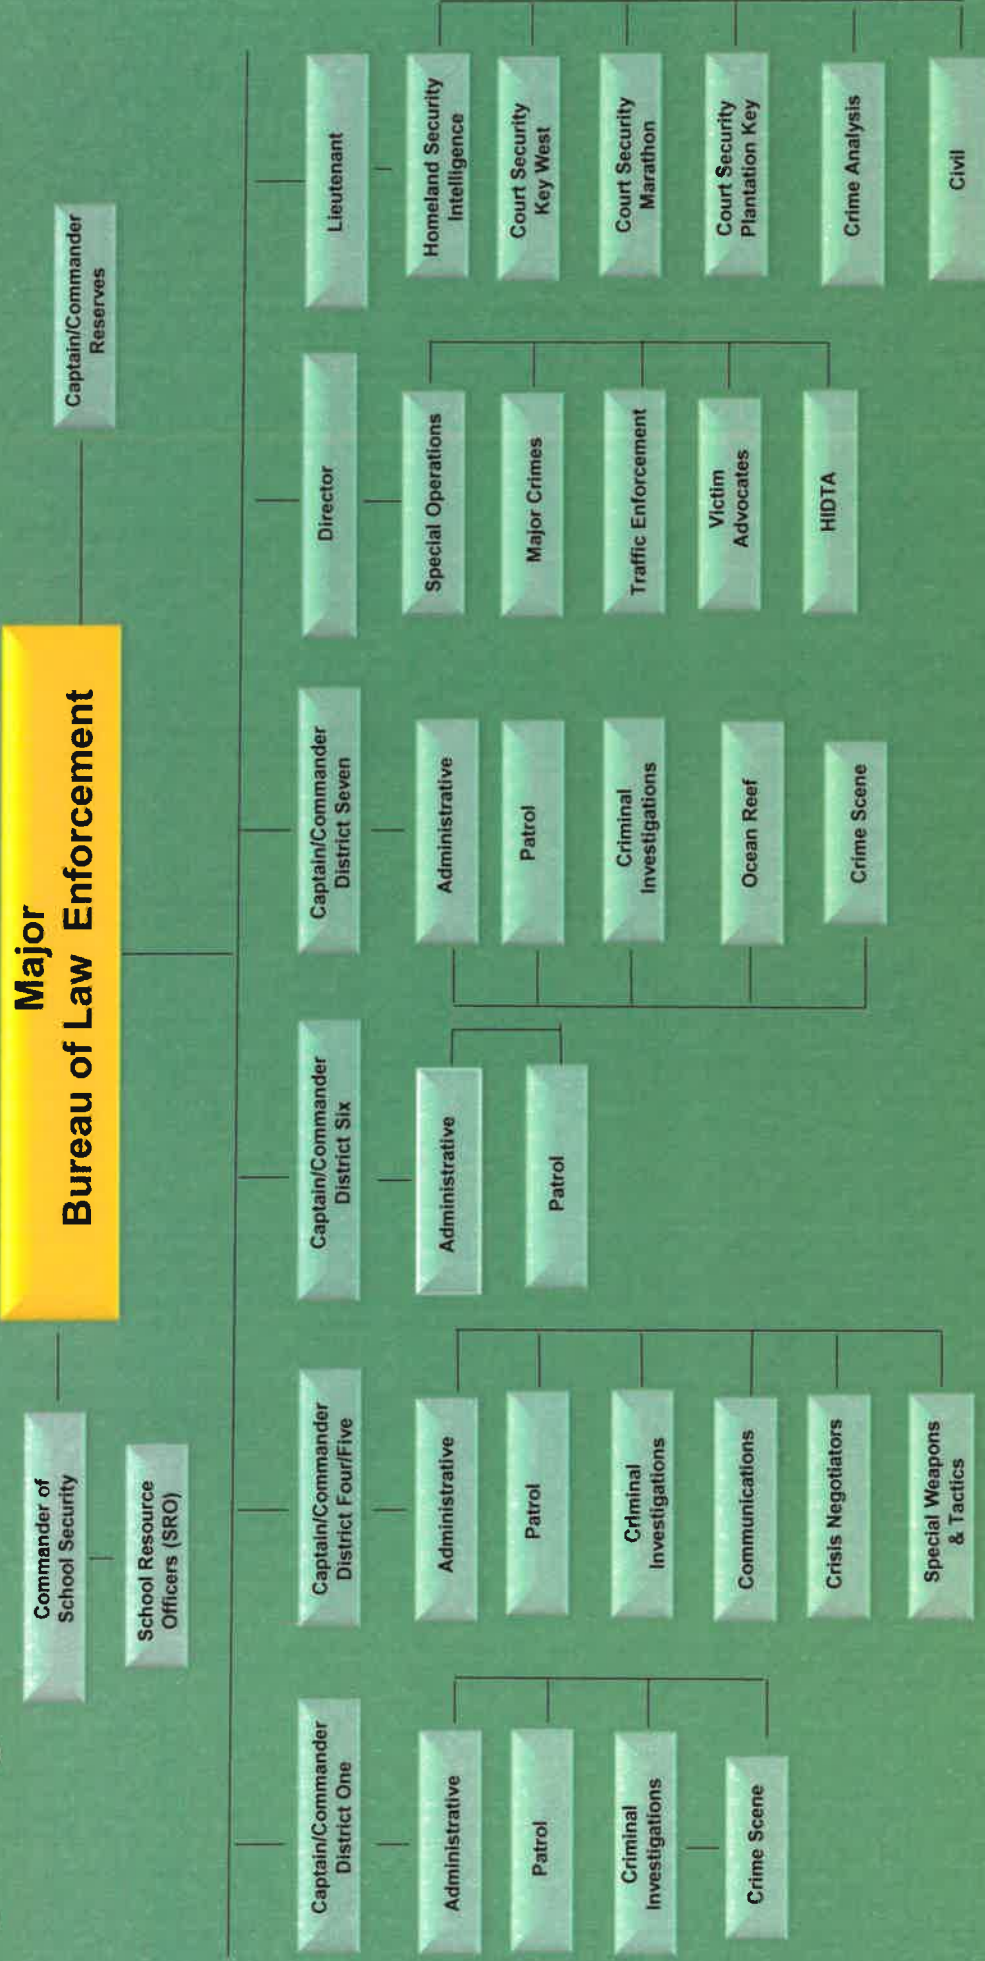 Major
Bureau of Law Enforcement
Commander of
School Security
School Resource
Officers (SRO)
Captain/Commander
Reserves
Captain/Commander
District One
Administrative
Patrol
Criminal
Investigations
Crime Scene
Captain/Commander
District Four/Five
Administrative
Patrol
Criminal
Investigations
Communications
Crisis Negotiators
Special Weapons
& Tactics
Captain/Commander
District Six
Administrative
Patrol
Captain/Commander
District Seven
Administrative
Patrol
Criminal
Investigations
Ocean Reef
Crime Scene
Director
Special Operations
Major Crimes
Traffic Enforcement
Victim
Advocates
HIDTA
Lieutenant
Homeland Security
Intelligence
Court Security
Key West
Court Security
Marathon
Court Security
Plantation Key
Crime Analysis
Civil